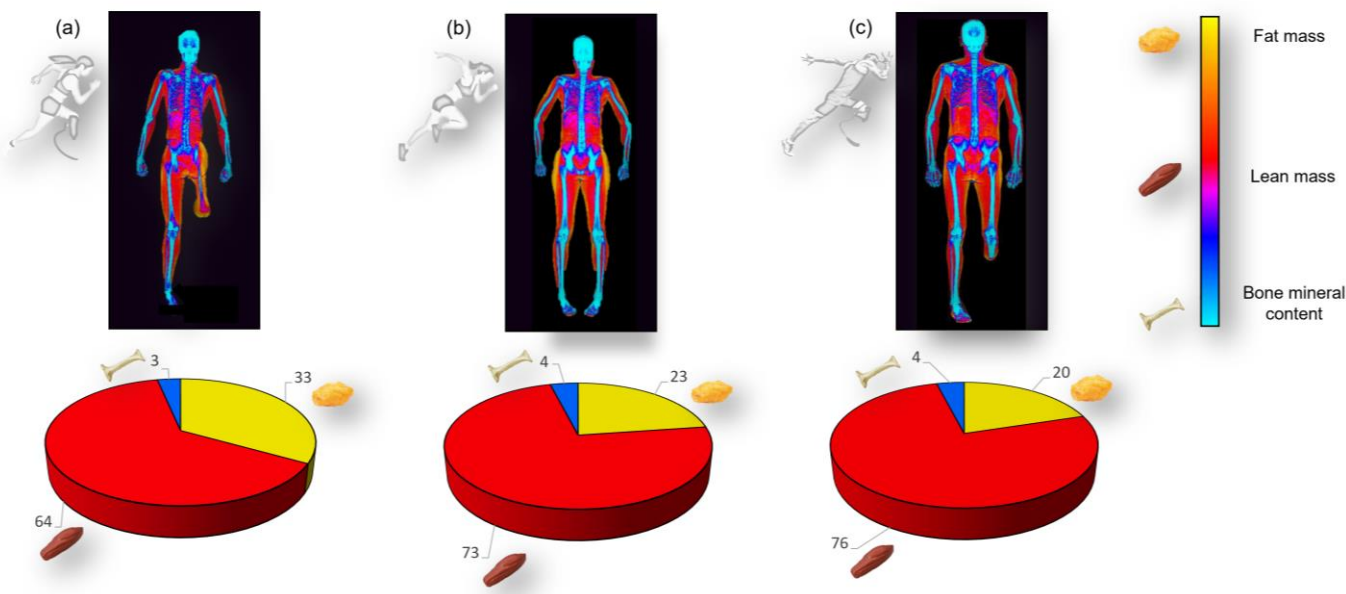 (a)
(b)
(c)
Fat mass
Lean mass
Bone mineral
content
3
33
64
4
23
73
4
20
76